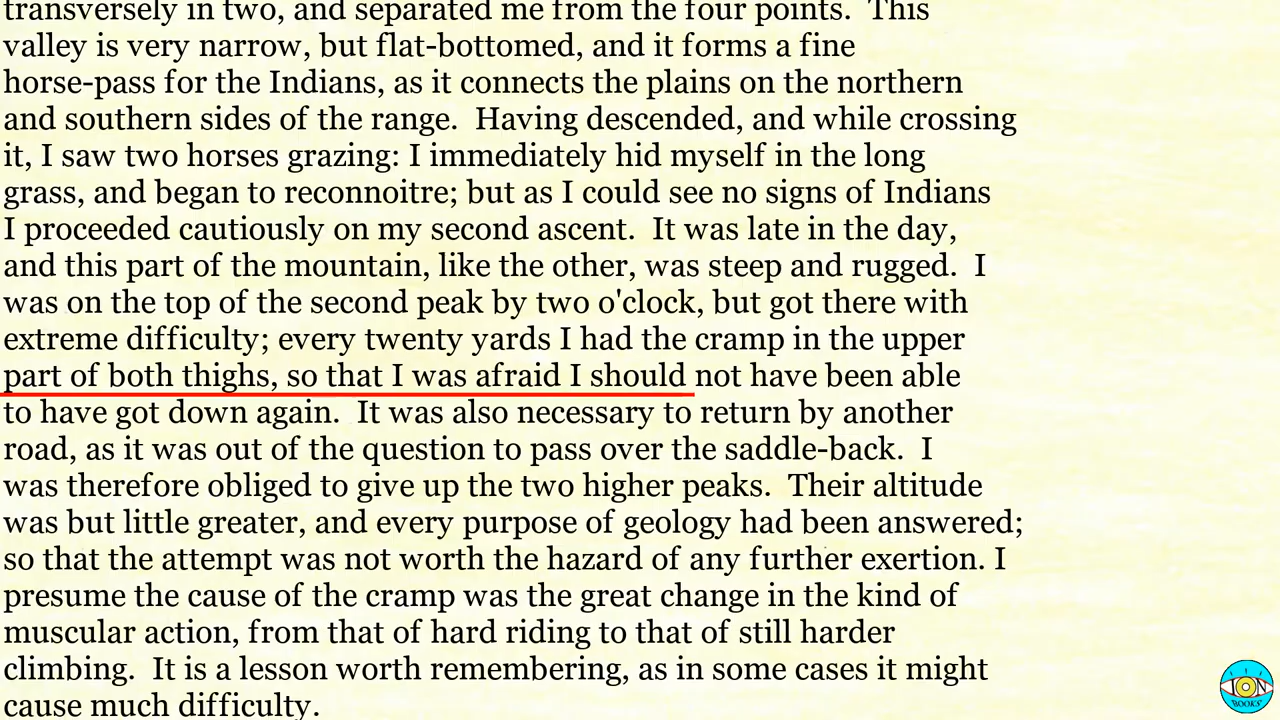 transversely in two, and separated me from the four points.  This
valley is very narrow, but flat-bottomed, and it forms a fine
horse-pass for the Indians, as it connects the plains on the northern
and southern sides of the range.  Having descended, and while crossing
it, I saw two horses grazing: I immediately hid myself in the long
grass, and began to reconnoitre; but as I could see no signs of Indians
I proceeded cautiously on my second ascent.  It was late in the day,
and this part of the mountain, like the other, was steep and rugged.  I
was on the top of the second peak by two o'clock, but got there with
extreme difficulty; every twenty yards I had the cramp in the upper
part of both thighs, so that I was afraid I should not have been able
to have got down again.  It was also necessary to return by another
road, as it was out of the question to pass over the saddle-back.  I
was therefore obliged to give up the two higher peaks.  Their altitude
was but little greater, and every purpose of geology had been answered;
so that the attempt was not worth the hazard of any further exertion. I
presume the cause of the cramp was the great change in the kind of
muscular action, from that of hard riding to that of still harder
climbing.  It is a lesson worth remembering, as in some cases it might
cause much difficulty.
ION
BOOKS